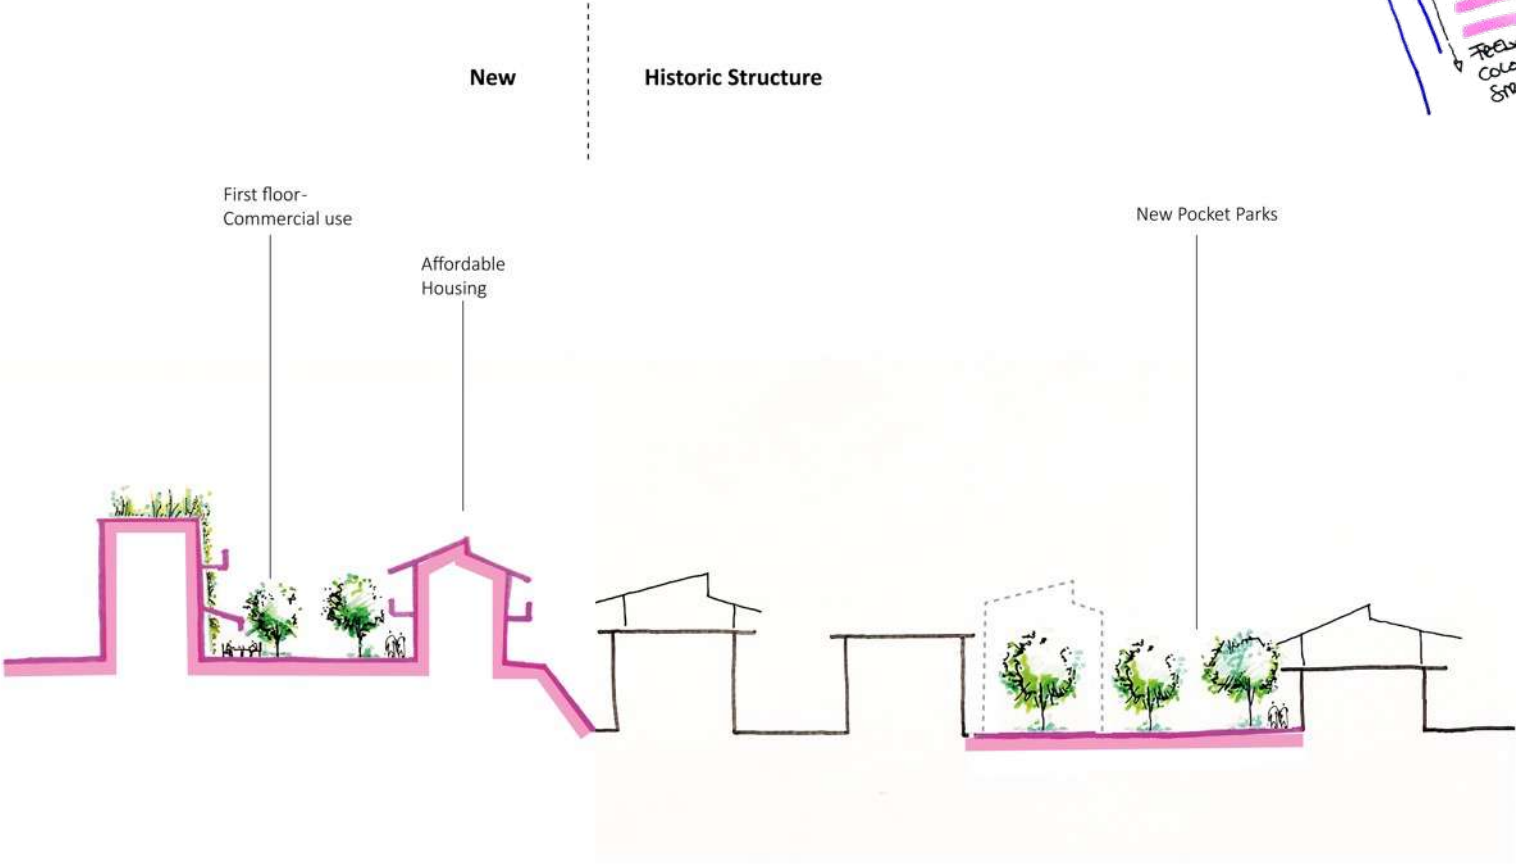 New
Historic Structure
First floor-
Commercial use
Affordable
Housing
New Pocket Parks